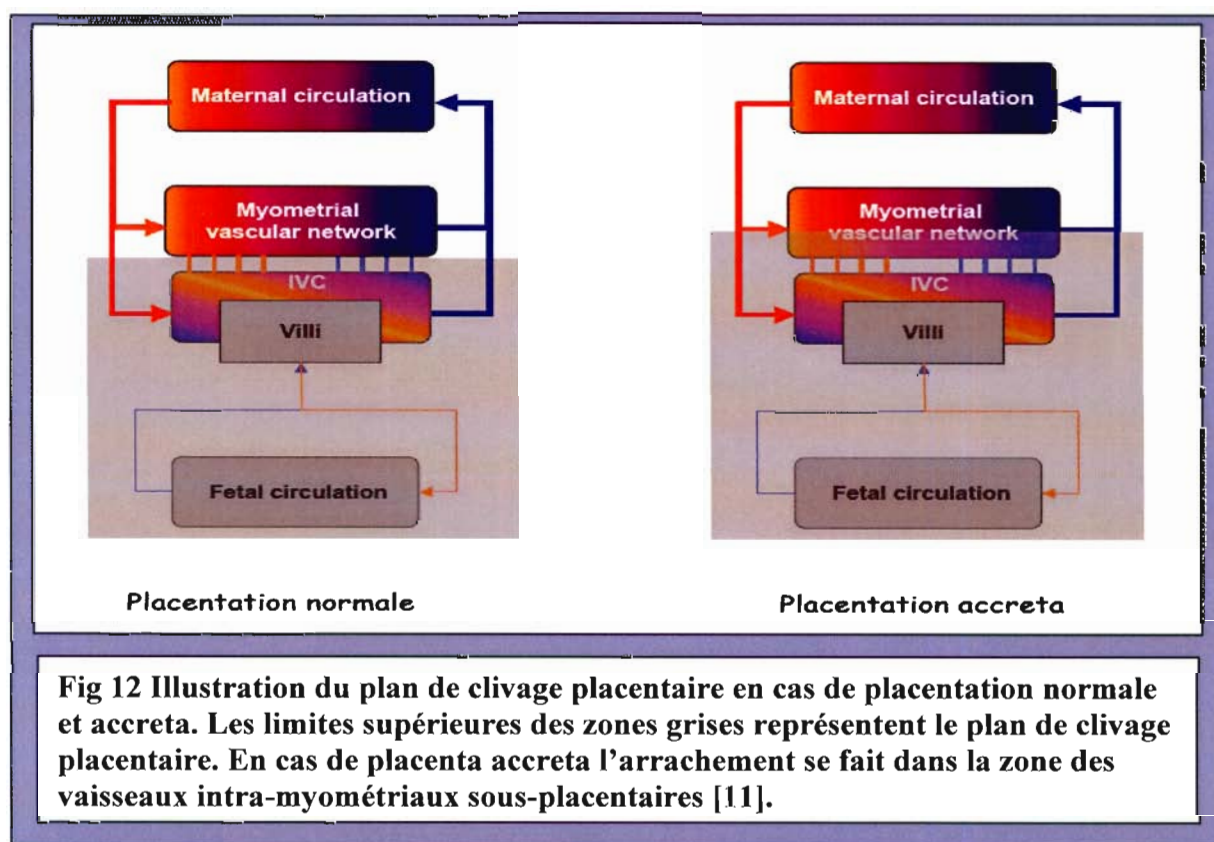 Maternal circulation
Myometrial
vascular network
IVC
Villi
Fetal circulation
Placentation normale
Maternal circulation
Myometrial
vascular network
IVC
Villi
Fetal circulation
Placentation accreta
Fig 12 Illustration du plan de clivage placentaire en cas de placentation normale
et accreta. Les limites supérieures des zones grises représentent le plan de clivage
placentaire. En cas de placenta accreta l’arrachement se fait dans la zone des
vaisseaux intra-myométriaux sous-placentaires [11].